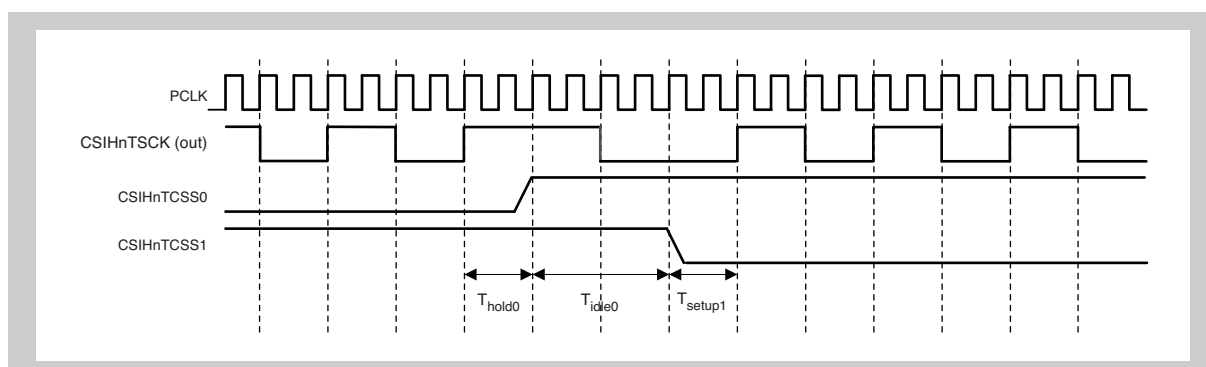 PCLK
CSIHnTSCK (out)
CSIHnTCSS0
CSIHnTCSS1
Thold0 Tidle0 Tsetup1